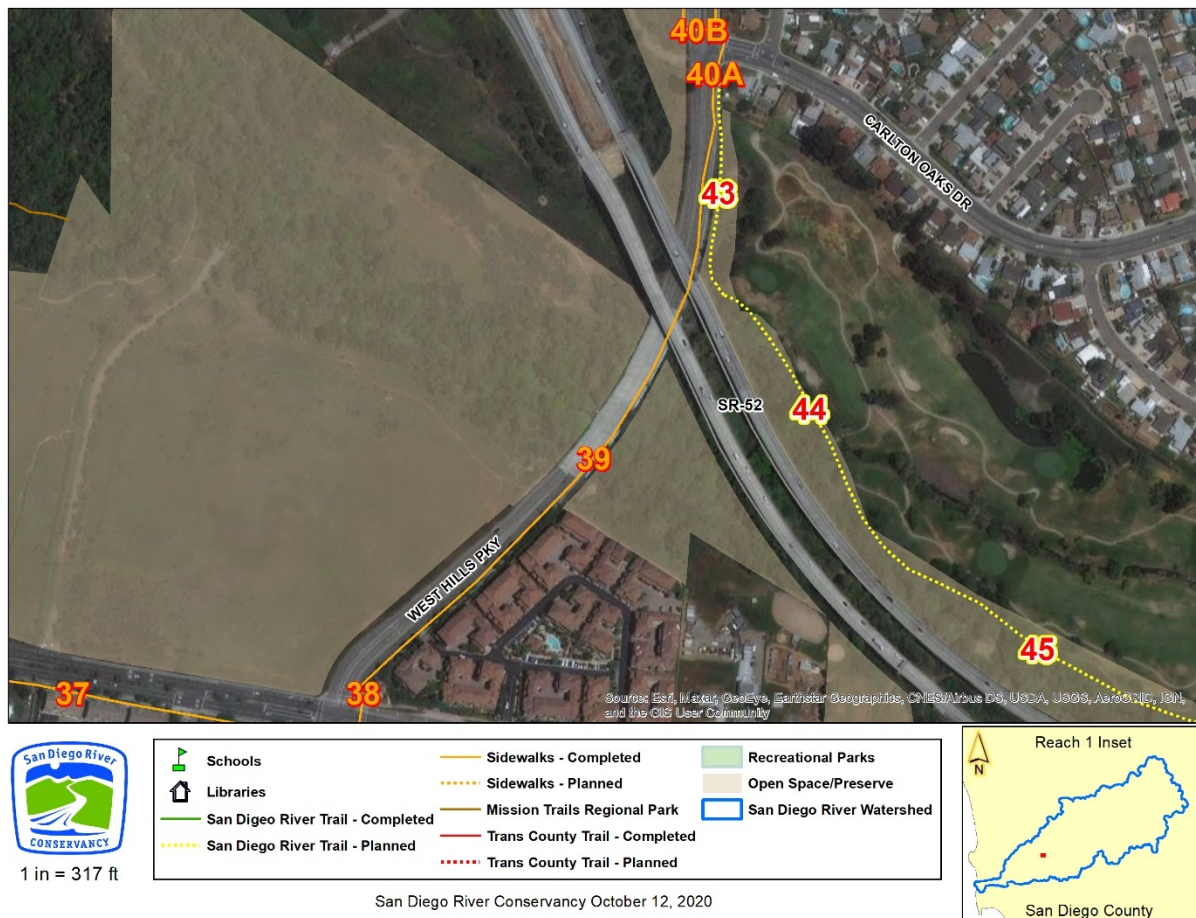 40B
40A
CARLTON OAKS DR
43
SR-52
44
39
WEST HILLS PKY
45
37
38
Source: Esri, Maxar, GeoEye, Earthstar Geographics, CNES/Airbus DS, USDA, USGS, AeroGRID, IGN,
and the GIS User Community
San Diego River
CONSERVANCY
1 in = 317 ft
Schools
Libraries
San Digeo River Trail - Completed
San Diego River Trail - Planned
Sidewalks - Completed
Sidewalks - Planned
Mission Trails Regional Park
Trans County Trail - Completed
Trans County Trail - Planned
Recreational Parks
Open Space/Preserve
San Diego River Watershed
Reach 1 Inset
N
San Diego County
San Diego River Conservancy October 12, 2020